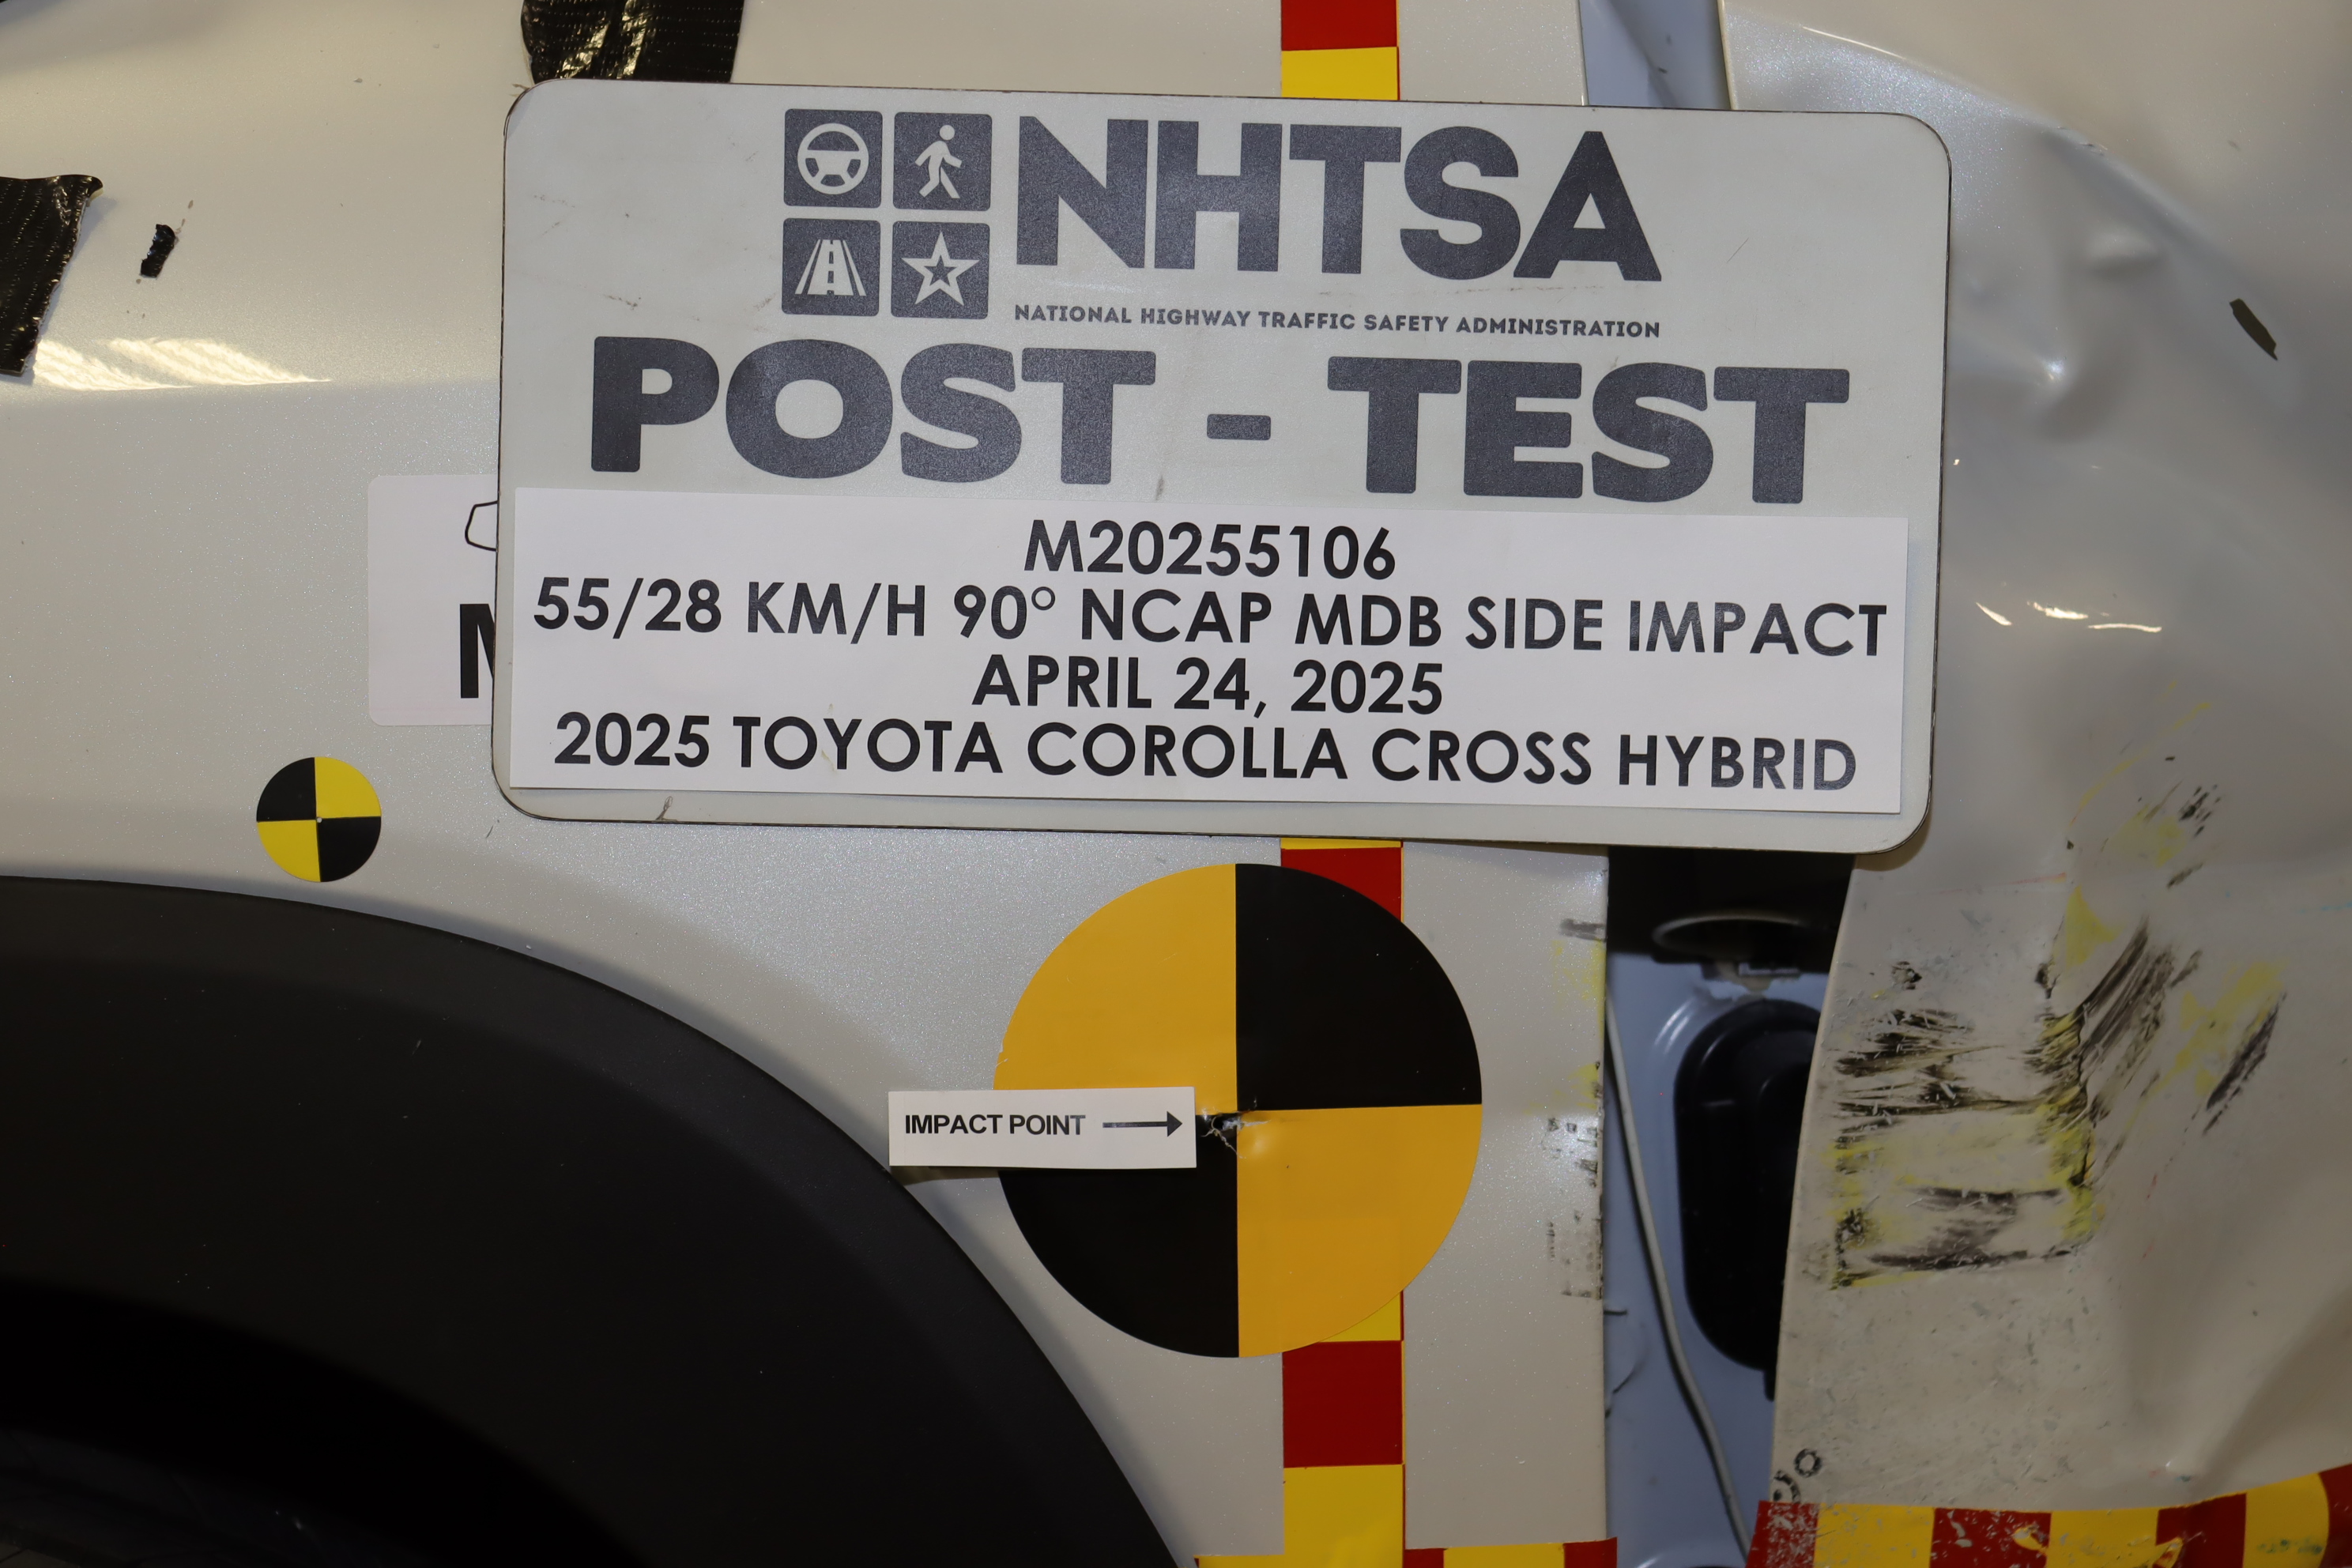 NHTSA
NATIONAL HIGHWAY TRAFFIC SAFETY ADMINISTRATION
POST - TEST
M20255106
55/28 KM/H 90° NCAP MDB SIDE IMPACT
APRIL 24, 2025
2025 TOYOTA COROLLA CROSS HYBRID
IMPACT POINT →